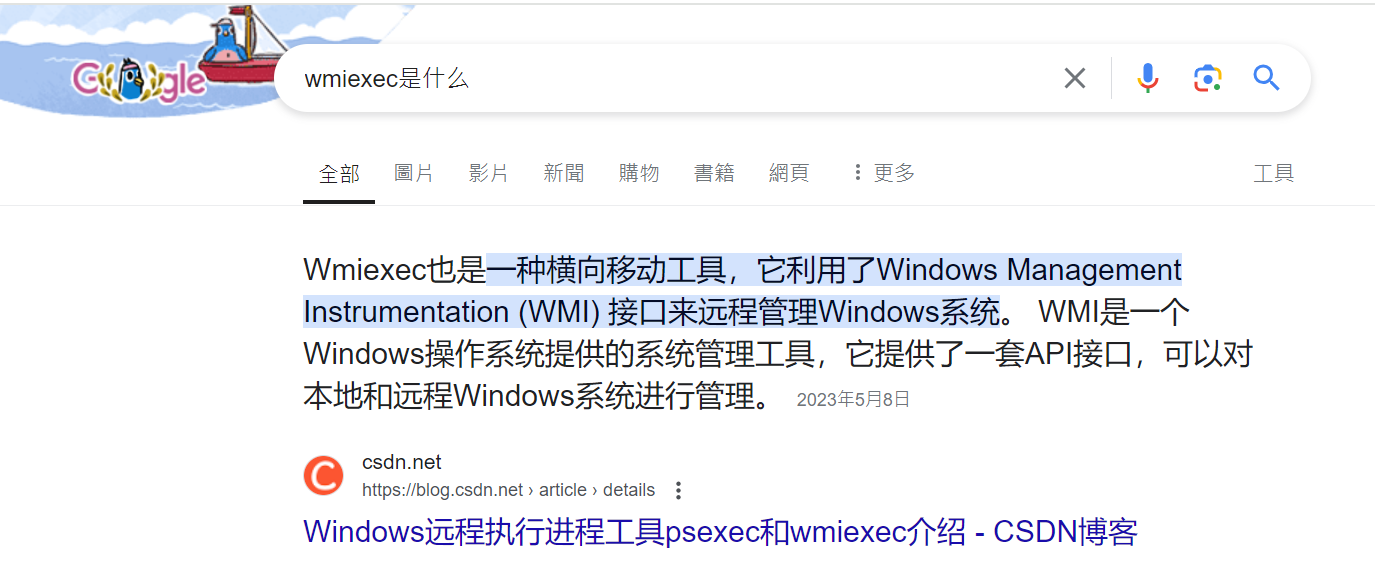 Google
wmiexec是什么
全部 圖片 影片 新聞 購物 書籍 網頁 更多 工具
Wmiexec也是一种横向移动工具，它利用了Windows Management
Instrumentation (WMI) 接口来远程管理Windows系统。 WMI是一个
Windows操作系统提供的系统管理工具，它提供了一套API接口，可以对
本地和远程Windows系统进行管理。 2023年5月8日
csdn.net
https://blog.csdn.net › article › details
Windows远程执行进程工具psexec和wmiexec介绍 - CSDN博客